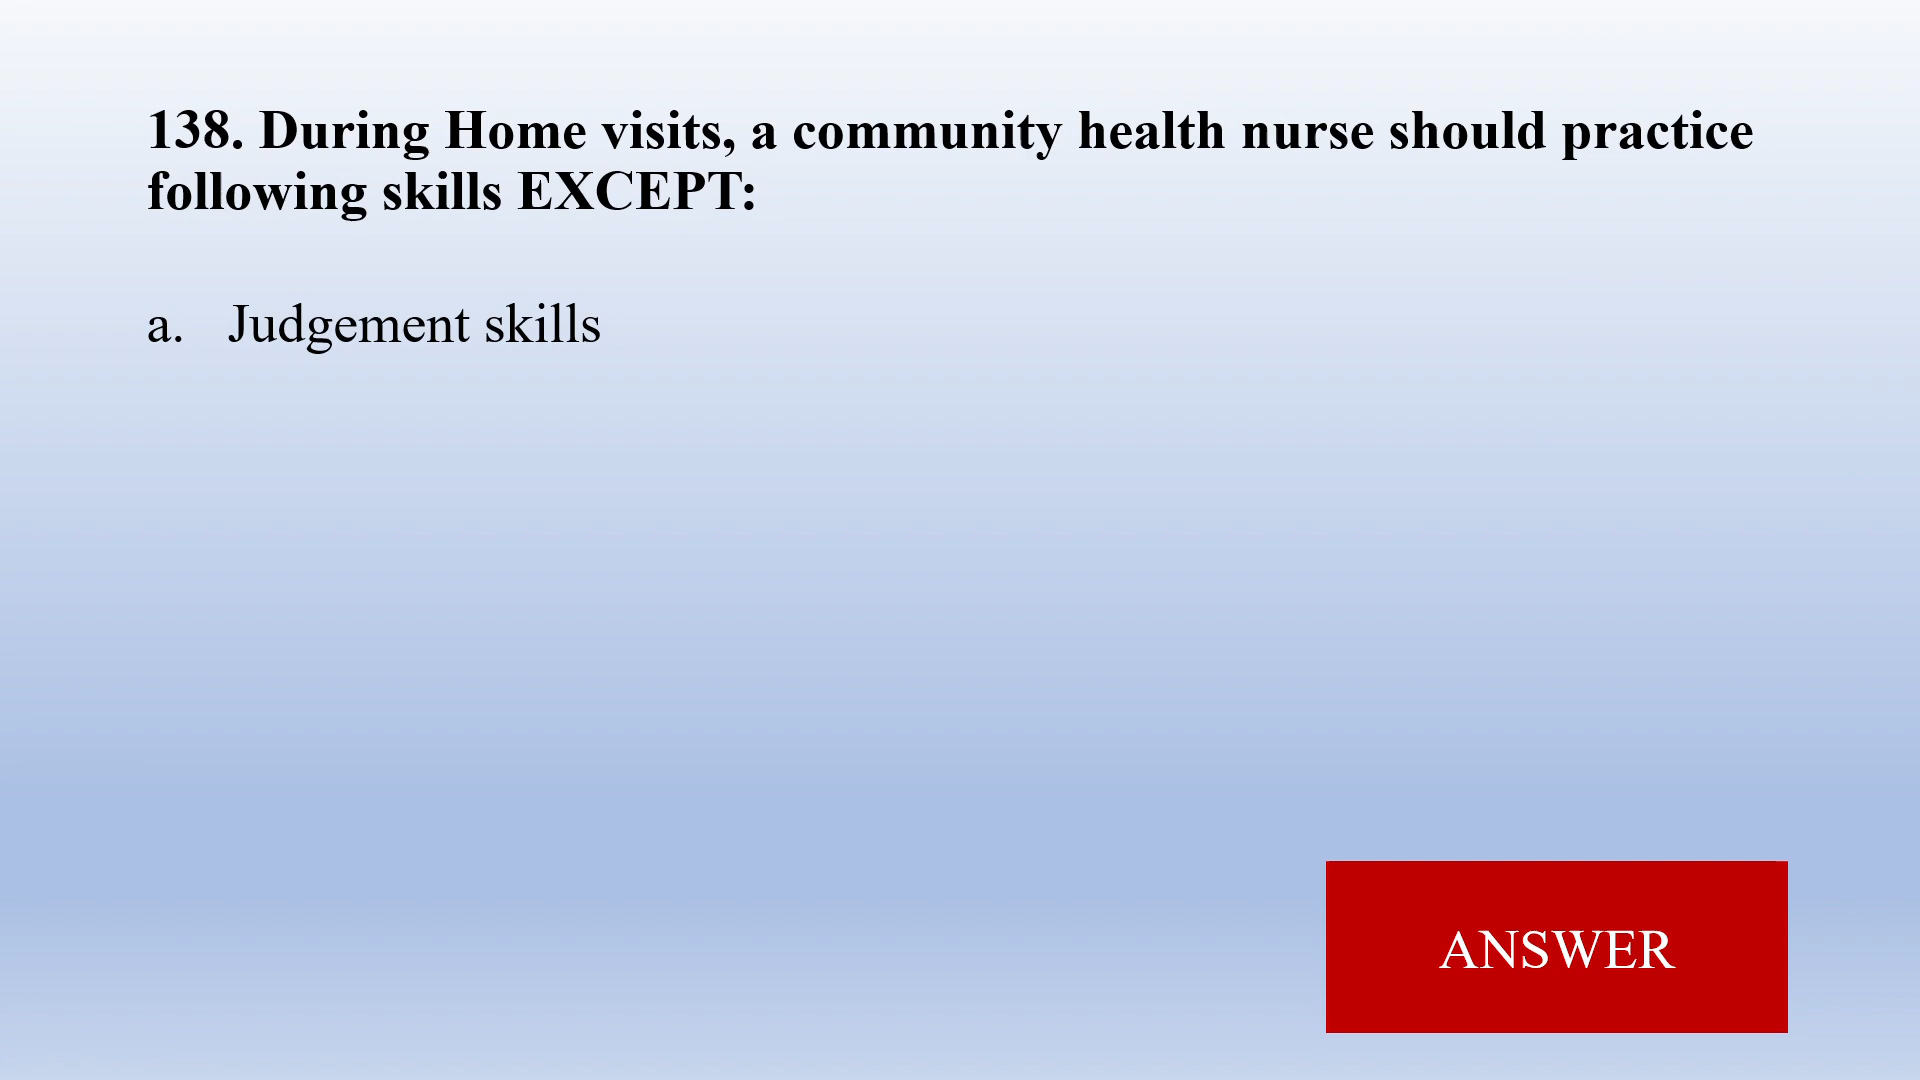 138. During Home visits, a community health nurse should practice
following skills EXCEPT:
a. Judgement skills
ANSWER